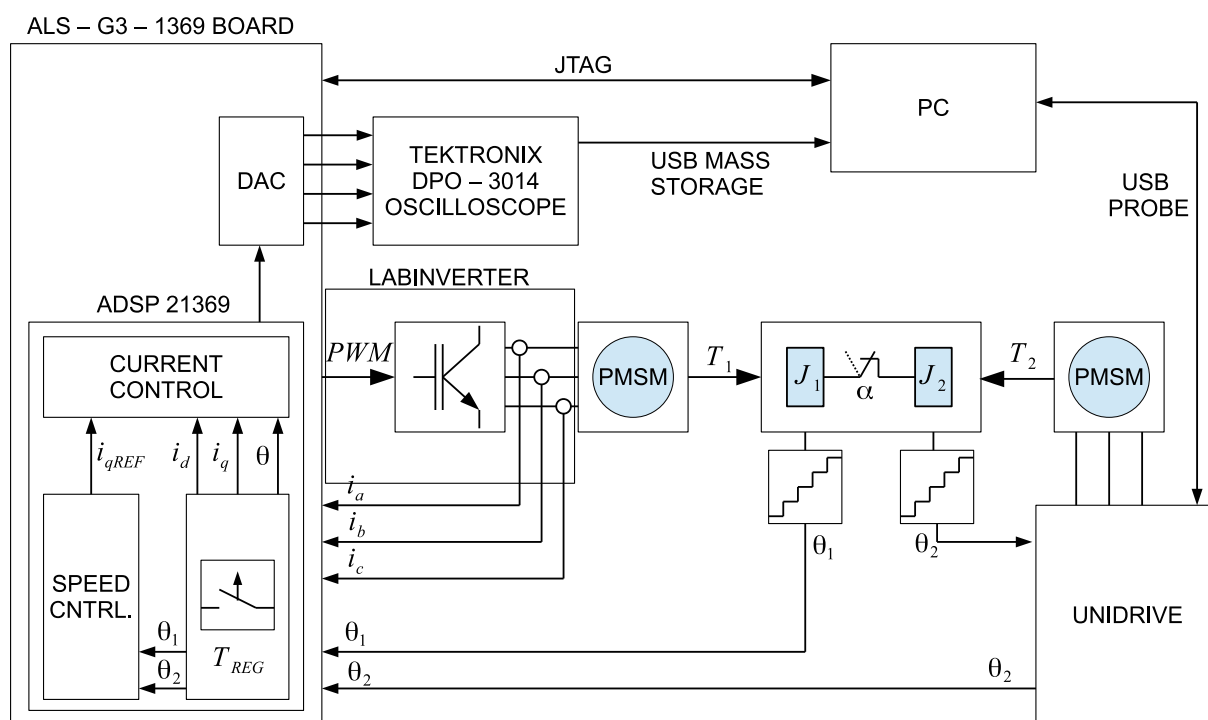 ALS – G3 – 1369 BOARD
JTAG
PC
DAC
TEKTRONIX
DPO – 3014
OSCILLOSCOPE
USB MASS
STORAGE
USB
PROBE
LABINVERTER
ADSP 21369
CURRENT
CONTROL
PWM
PMSM
T1
J1
α
J2
T2
PMSM
iqREF
id
iq
θ
ia
ib
ic
θ1
θ2
SPEED
CNTRL.
TREG
θ1
θ2
θ1
θ2
θ2
UNIDRIVE